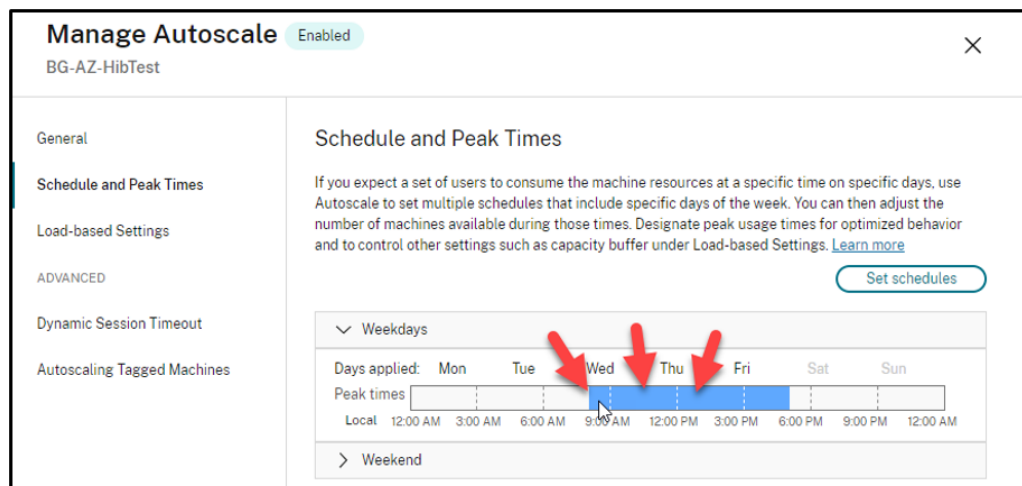 Manage Autoscale Enabled
BG-AZ-HibTest
General
Schedule and Peak Times
Load-based Settings
ADVANCED
Dynamic Session Timeout
Autoscaling Tagged Machines
Schedule and Peak Times
If you expect a set of users to consume the machine resources at a specific time on specific days, use
Autoscale to set multiple schedules that include specific days of the week. You can then adjust the
number of machines available during those times. Designate peak usage times for optimized behavior
and to control other settings such as capacity buffer under Load-based Settings. Learn more
Set schedules
Weekdays
Days applied: Mon Tue Wed Thu Fri Sat Sun
Peak times
Local 12:00 AM 3:00 AM 6:00 AM 9:00 AM 12:00 PM 3:00 PM 6:00 PM 9:00 PM 12:00 AM
Weekend